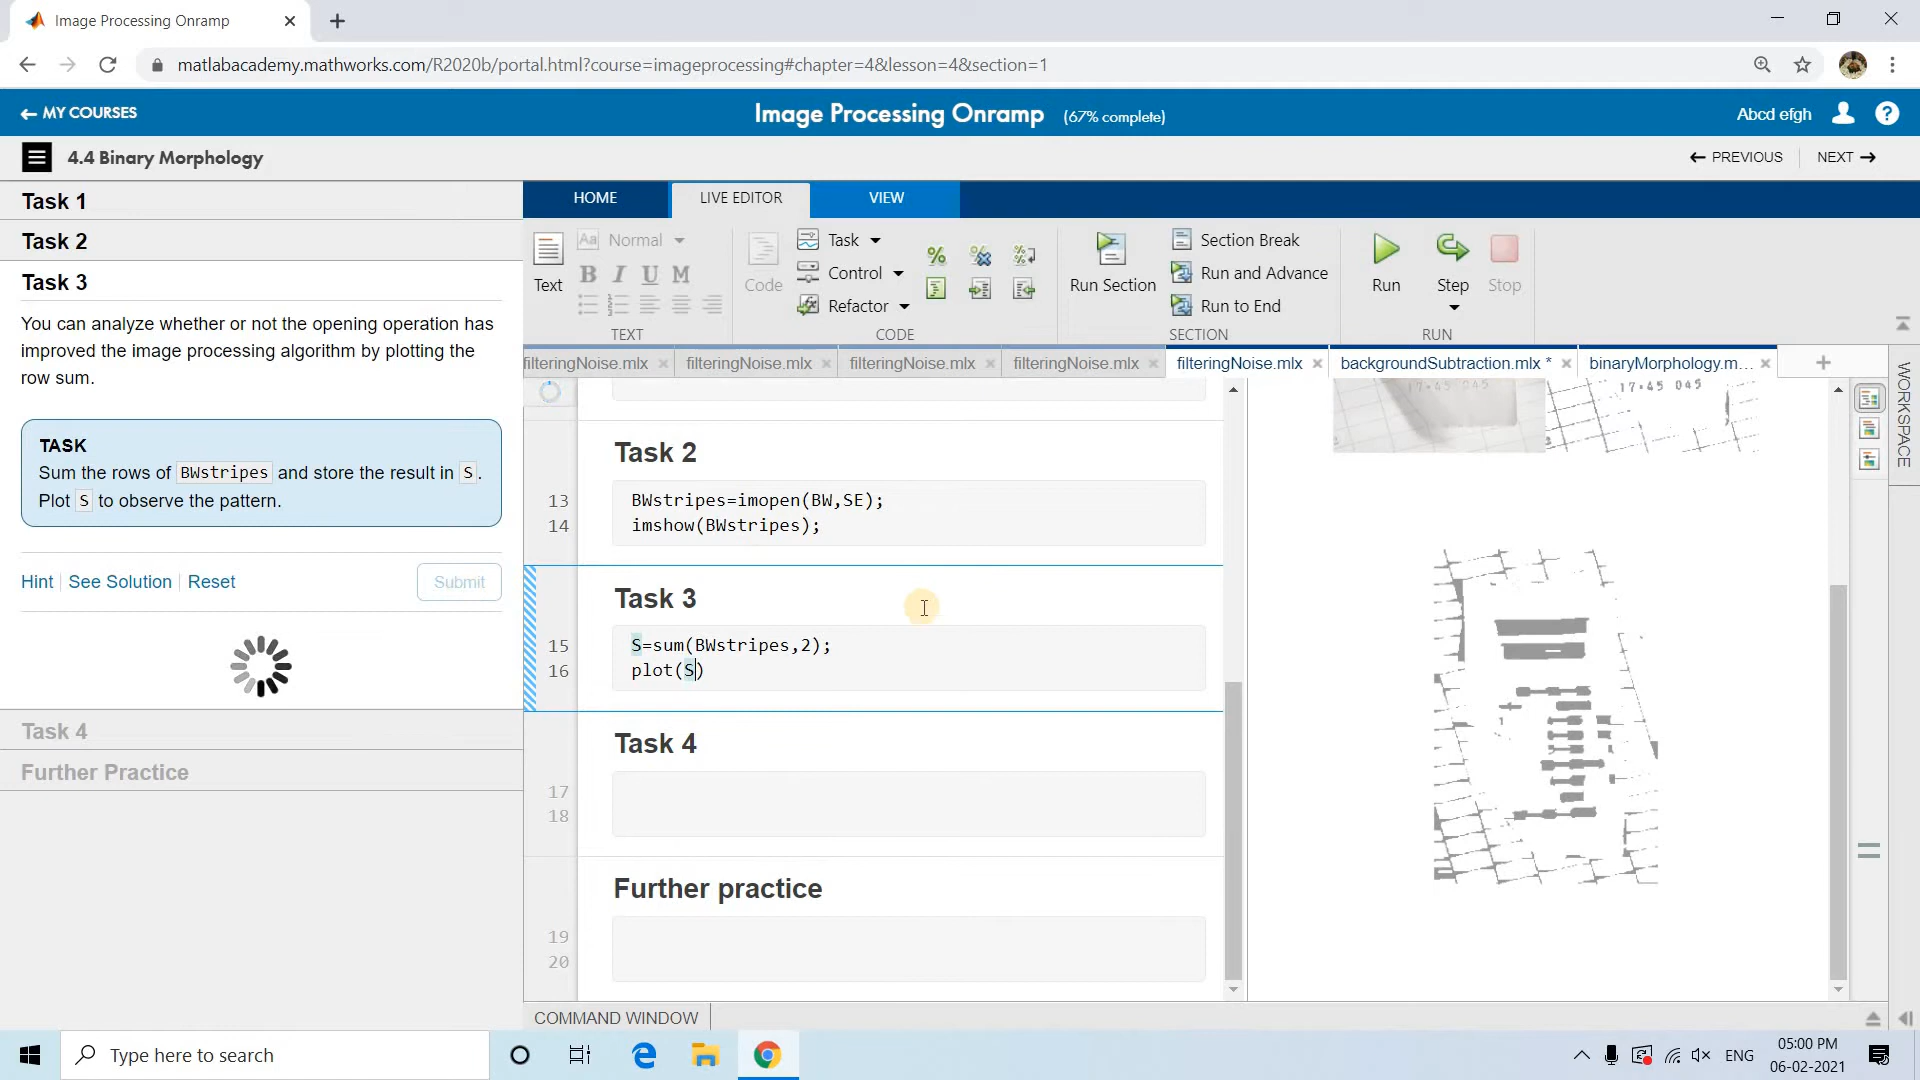 Image Processing Onramp
matlabacademy.mathworks.com/R2020b/portal.html?course=imageprocessing#chapter=4&lesson=4&section=1
MY COURSES
Image Processing Onramp (67% complete)
Abcd efgh
4.4 Binary Morphology
PREVIOUS
NEXT
Task 1
Task 2
Task 3
You can analyze whether or not the opening operation has
improved the image processing algorithm by plotting the
row sum.
TASK
Sum the rows of BWstripes and store the result in S.
Plot S to observe the pattern.
Hint
See Solution
Reset
Submit
Task 4
Further Practice
HOME
LIVE EDITOR
VIEW
Text
Aa Normal
B I U M
TEXT
Code
Task
Control
Refactor
CODE
Run Section
Section Break
Run and Advance
Run to End
SECTION
Run
Step
Stop
RUN
filteringNoise.mlx
filteringNoise.mlx
filteringNoise.mlx
filteringNoise.mlx
filteringNoise.mlx
backgroundSubtraction.mlx *
binaryMorphology.m...
WORKSPACE
17:45 045
17:45 045
Task 2
13 BWstripes=imopen(BW,SE);
14 imshow(BWstripes);
Task 3
15 S=sum(BWstripes,2);
16 plot(S)
Task 4
17
18
Further practice
19
20
COMMAND WINDOW
Type here to search
ENG
05:00 PM
06-02-2021